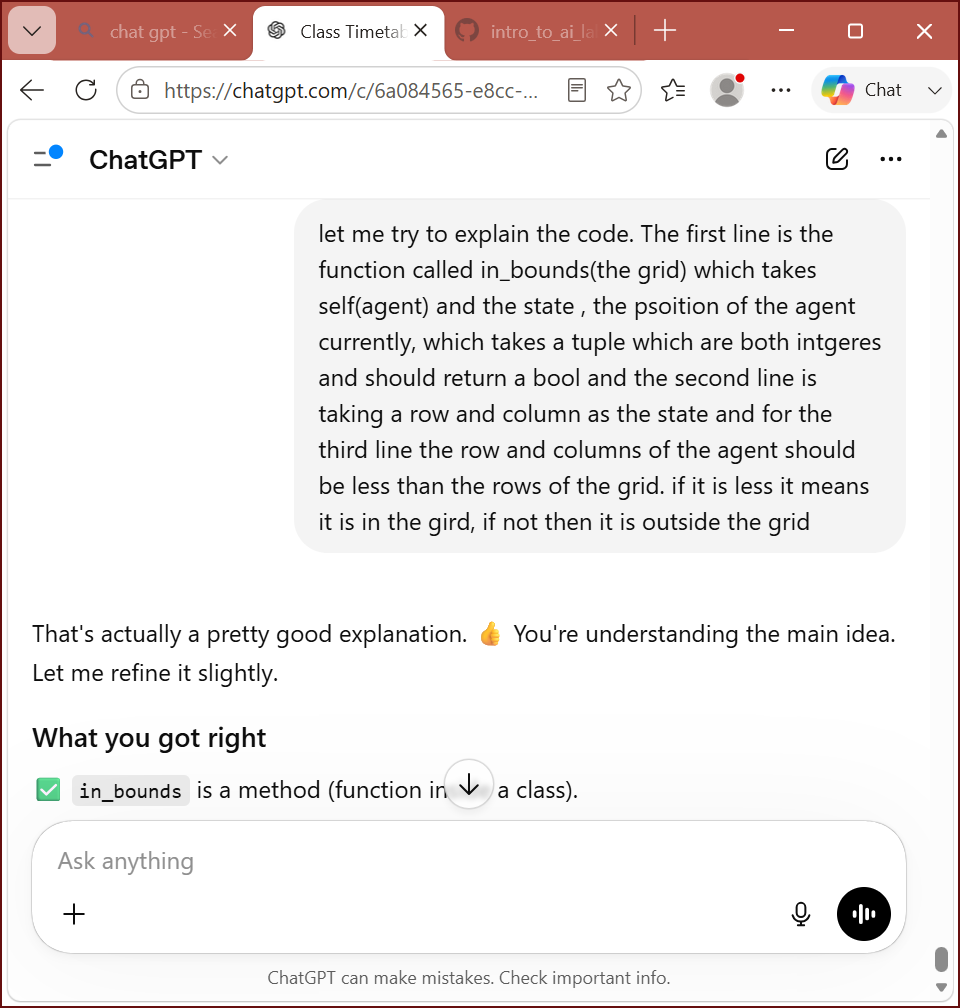 chat gpt - Se
Class Timetab
intro_to_ai_la
https://chatgpt.com/c/6a084565-e8cc-...
Chat
ChatGPT
let me try to explain the code. The first line is the
function called in_bounds(the grid) which takes
self(agent) and the state , the psoition of the agent
currently, which takes a tuple which are both intgeres
and should return a bool and the second line is
taking a row and column as the state and for the
third line the row and columns of the agent should
be less than the rows of the grid. if it is less it means
it is in the gird, if not then it is outside the grid
That's actually a pretty good explanation. 👍 You're understanding the main idea.
Let me refine it slightly.
What you got right
✅ in_bounds is a method (function in a class).
Ask anything
ChatGPT can make mistakes. Check important info.